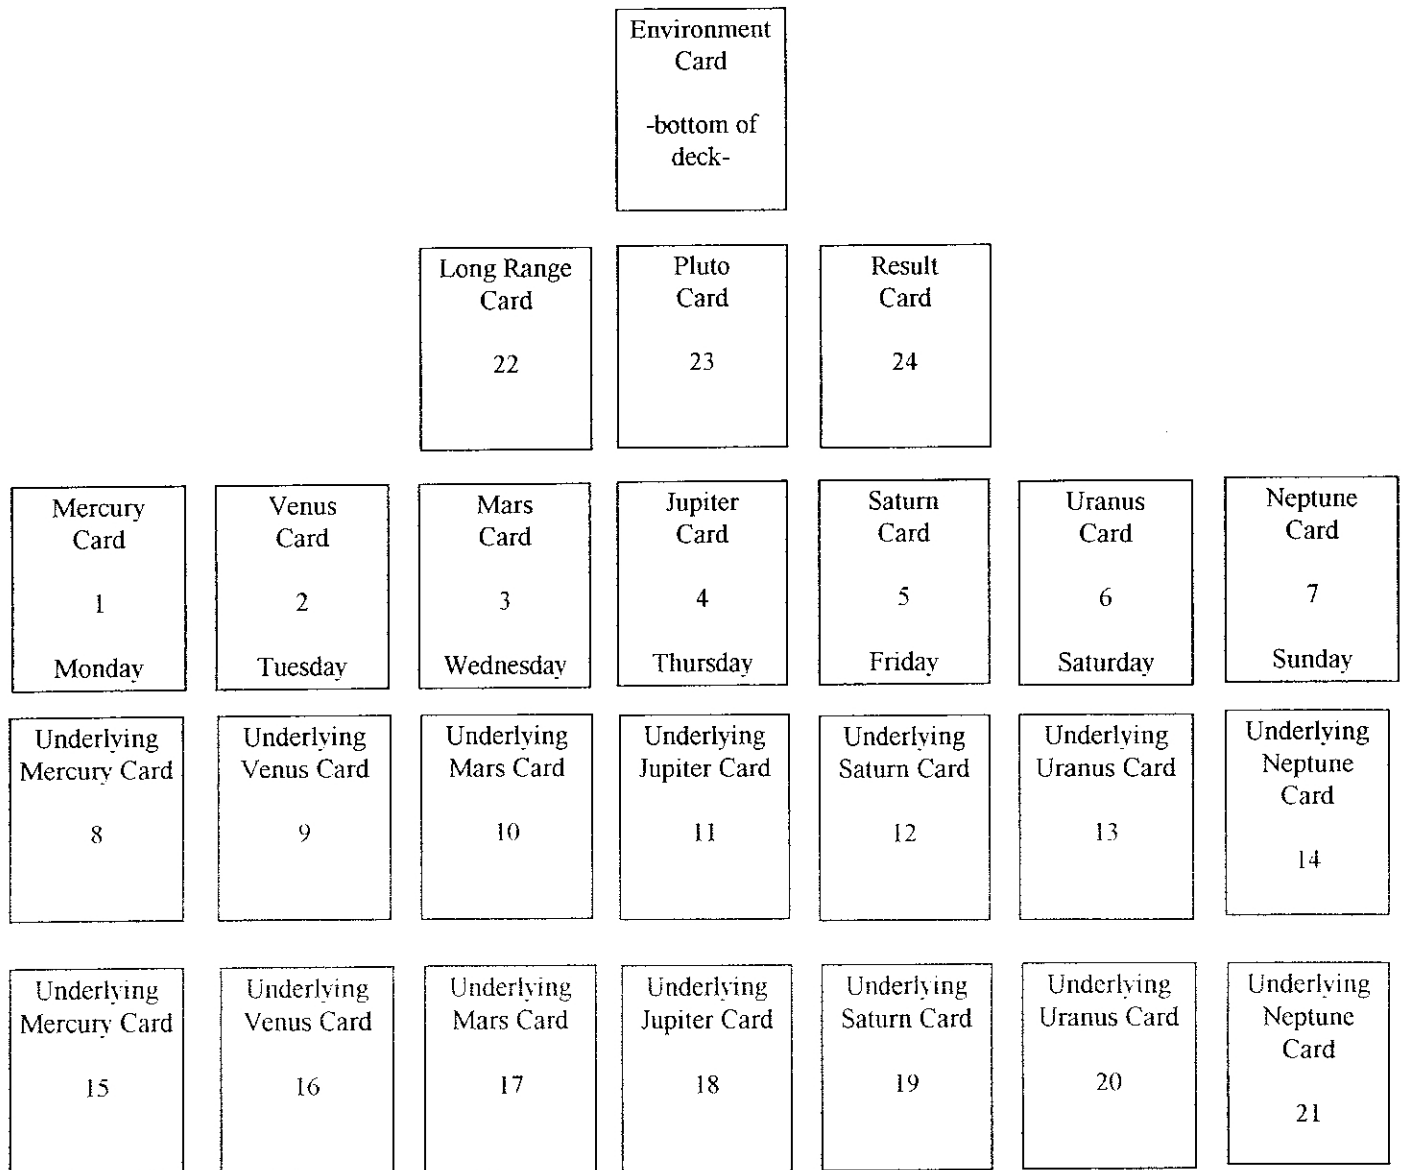 Environment
Card
-bottom of
deck-
Long Range
Card
22
Pluto
Card
23
Result
Card
24
Mercury
Card
1
Monday
Venus
Card
2
Tuesday
Mars
Card
3
Wednesday
Jupiter
Card
4
Thursday
Saturn
Card
5
Friday
Uranus
Card
6
Saturday
Neptune
Card
7
Sunday
Underlying
Mercury Card
8
Underlying
Venus Card
9
Underlying
Mars Card
10
Underlying
Jupiter Card
11
Underlying
Saturn Card
12
Underlying
Uranus Card
13
Underlying
Neptune
Card
14
Underlying
Mercury Card
15
Underlying
Venus Card
16
Underlying
Mars Card
17
Underlying
Jupiter Card
18
Underlying
Saturn Card
19
Underlying
Uranus Card
20
Underlying
Neptune
Card
21